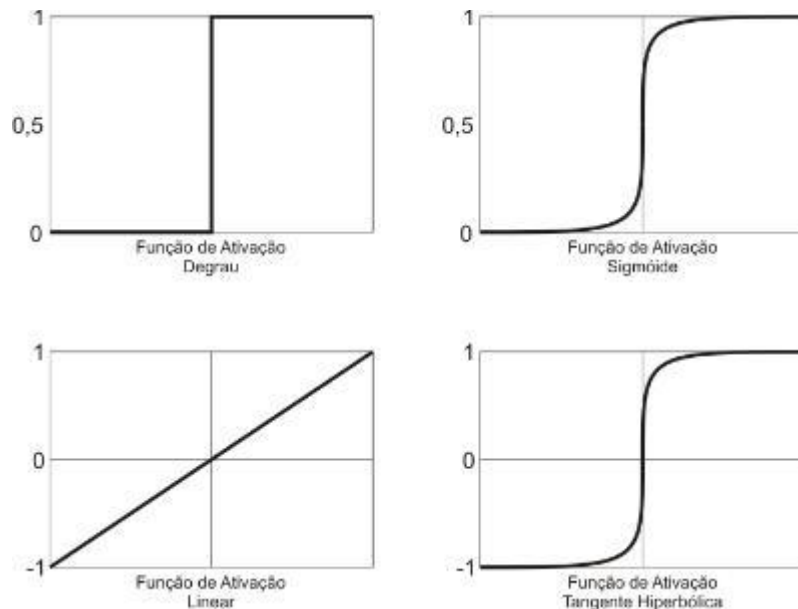 1
0,5
0
Função de Ativação
Degrau
1
0,5
0
Função de Ativação
Sigmóide
1
0
-1
Função de Ativação
Linear
1
0
-1
Função de Ativação
Tangente Hiperbólica